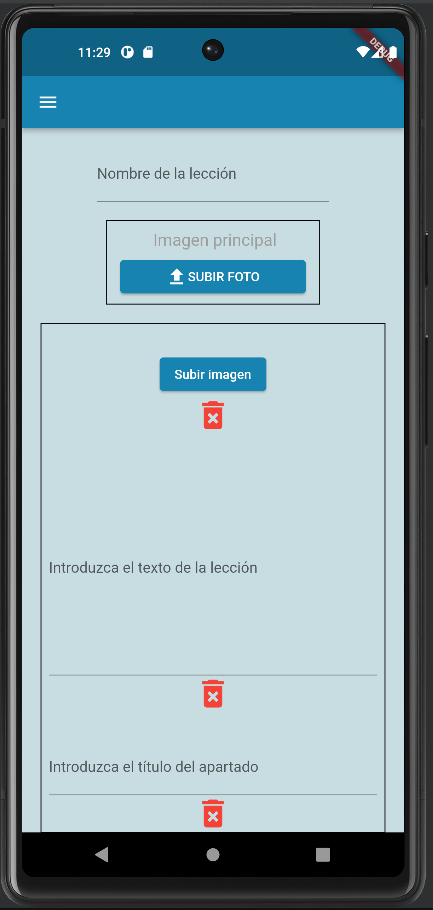 11:29
DEBUG
Nombre de la lección
Imagen principal
SUBIR FOTO
Subir imagen
Introduzca el texto de la lección
Introduzca el título del apartado